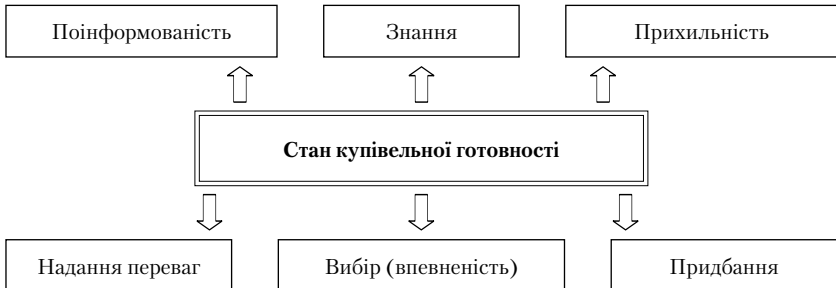 Поінформованість
Знання
Прихильність
Стан купівельної готовності
Надання переваг
Вибір (впевненість)
Придбання